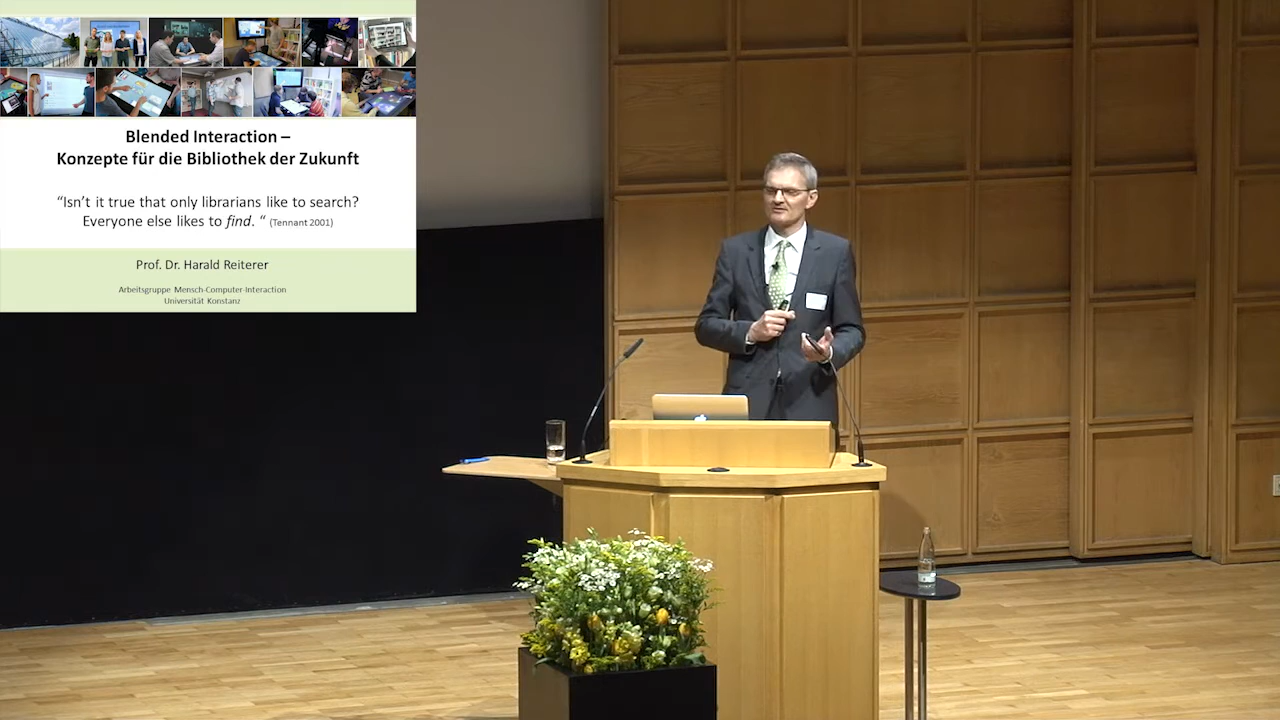 Blended Interaction –
Konzepte für die Bibliothek der Zukunft
“Isn’t it true that only librarians like to search?
Everyone else likes to find. “ (Tennant 2001)
Prof. Dr. Harald Reiterer
Arbeitsgruppe Mensch-Computer-Interaction
Universität Konstanz